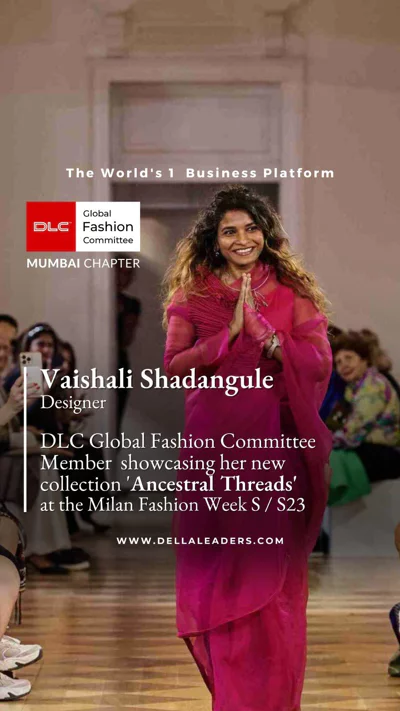 The World's 1 Business Platform
DLC
Global
Fashion
Committee
MUMBAI CHAPTER
Vaishali Shadangule
Designer
DLC Global Fashion Committee
Member showcasing her new
collection 'Ancestral Threads'
at the Milan Fashion Week S / S23
WWW.DELLALEADERS.COM